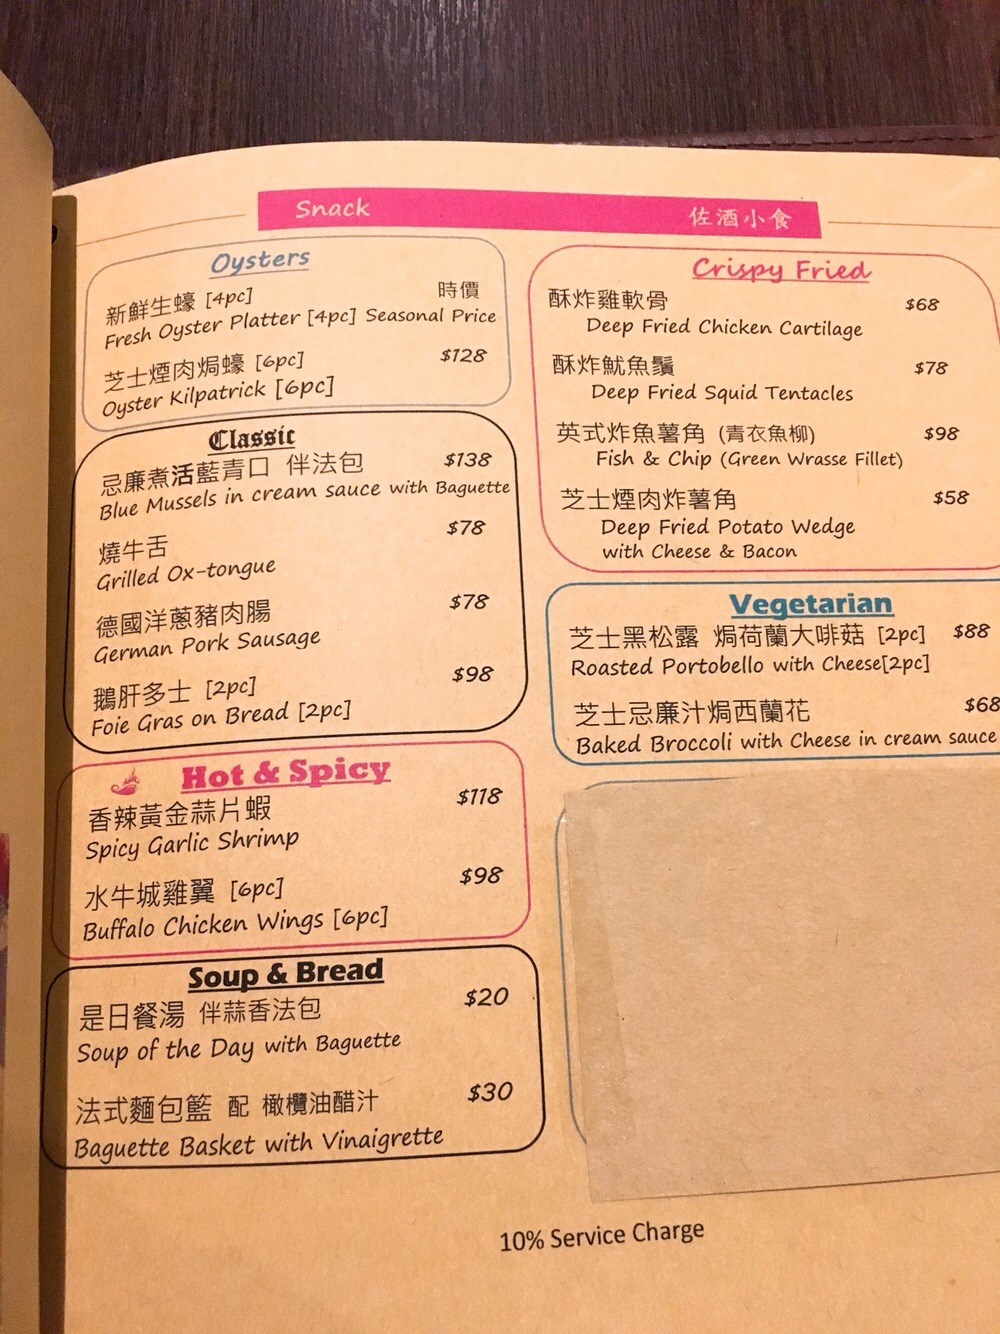 Snack 佐酒小食
Oysters
新鮮生蠔 [4pc] 時價
Fresh Oyster Platter [4pc] Seasonal Price
芝士煙肉焗蠔 [6pc] $128
Oyster Kilpatrick [6pc]
Classic
忌廉煮活藍青口 伴法包 $138
Blue Mussels in cream sauce with Baguette
燒牛舌 $78
Grilled Ox-tongue
德國洋蔥豬肉腸 $78
German Pork Sausage
鵝肝多士 [2pc] $98
Foie Gras on Bread [2pc]
Hot & Spicy
香辣黃金蒜片蝦 $118
Spicy Garlic Shrimp
水牛城雞翼 [6pc] $98
Buffalo Chicken Wings [6pc]
Soup & Bread
是日餐湯 伴蒜香法包 $20
Soup of the Day with Baguette
法式麵包籃 配 橄欖油醋汁 $30
Baguette Basket with Vinaigrette
Crispy Fried
酥炸雞軟骨 $68
Deep Fried Chicken Cartilage
酥炸魷魚鬚 $78
Deep Fried Squid Tentacles
英式炸魚薯角 (青衣魚柳) $98
Fish & Chip (Green Wrasse Fillet)
芝士煙肉炸薯角 $58
Deep Fried Potato Wedge
with Cheese & Bacon
Vegetarian
芝士黑松露 焗荷蘭大啡菇 [2pc] $88
Roasted Portobello with Cheese[2pc]
芝士忌廉汁焗西蘭花 $68
Baked Broccoli with Cheese in cream sauce
10% Service Charge